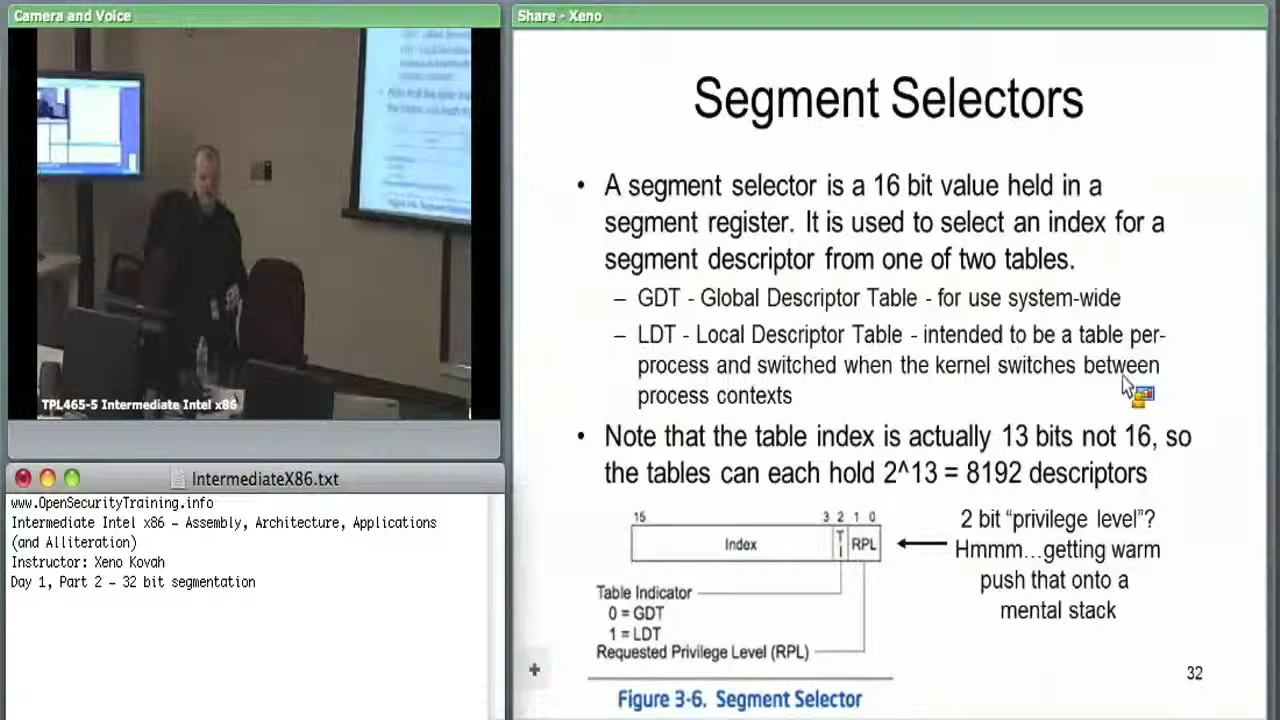 Camera and Voice
TPL465-5 Intermediate Intel x86
IntermediateX86.txt
www.OpenSecurityTraining.info
Intermediate Intel x86 – Assembly, Architecture, Applications
(and Alliteration)
Instructor: Xeno Kovah
Day 1, Part 2 – 32 bit segmentation
Share - Xeno
Segment Selectors
• A segment selector is a 16 bit value held in a
segment register. It is used to select an index for a
segment descriptor from one of two tables.
– GDT - Global Descriptor Table - for use system-wide
– LDT - Local Descriptor Table - intended to be a table per-
process and switched when the kernel switches between
process contexts
• Note that the table index is actually 13 bits not 16, so
the tables can each hold 2^13 = 8192 descriptors
15 3 2 1 0
Index T I RPL
Table Indicator
0 = GDT
1 = LDT
Requested Privilege Level (RPL)
2 bit “privilege level”?
Hmmm…getting warm
push that onto a
mental stack
Figure 3-6. Segment Selector
32